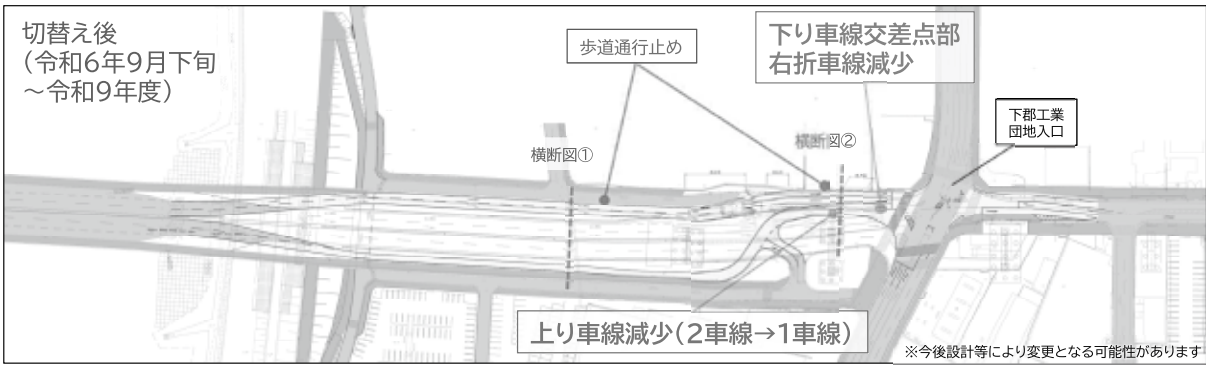 切替え後
（令和6年9月下旬
～令和9年度）
歩道通行止め
下り車線交差点部
右折車線減少
下郡工業
団地入口
横断図①
横断図②
上り車線減少（2車線→1車線）
※今後設計等により変更となる可能性があります